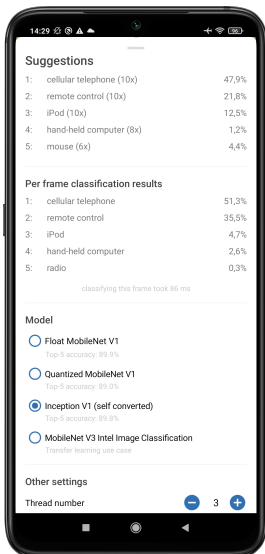 14:29
96
Suggestions
1: cellular telephone (10x) 47,9%
2: remote control (10x) 21,8%
3: iPod (10x) 12,5%
4: hand-held computer (8x) 1,2%
5: mouse (6x) 4,4%
Per frame classification results
1: cellular telephone 51,3%
2: remote control 35,5%
3: iPod 4,7%
4: hand-held computer 2,6%
5: radio 0,3%
classifying this frame took 86 ms
Model
Float MobileNet V1
Top-5 accuracy: 89.9%
Quantized MobileNet V1
Top-5 accuracy: 89.0%
Inception V1 (self converted)
Top-5 accuracy: 89.8%
MobileNet V3 Intel Image Classification
Transfer learning use case
Other settings
Thread number 3